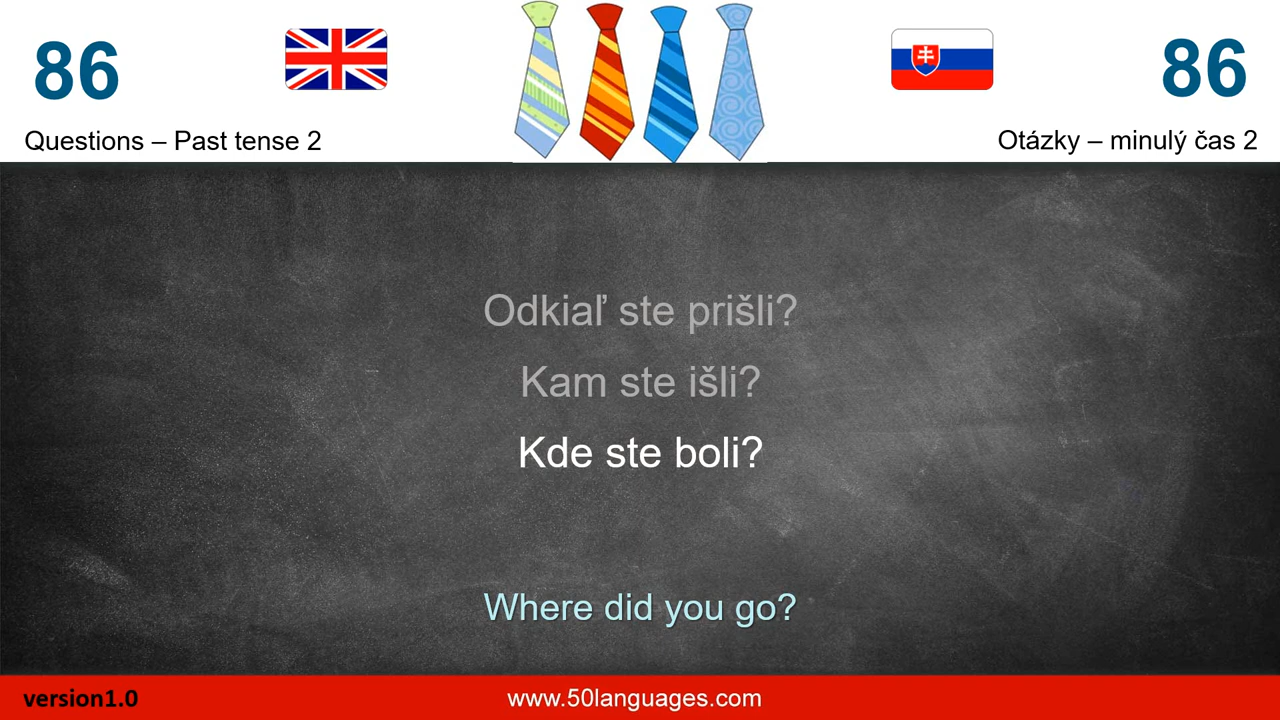 86
86
Questions – Past tense 2
Otázky – minulý čas 2
Odkiaľ ste prišli?
Kam ste išli?
Kde ste boli?
Where did you go?
version1.0
www.50languages.com